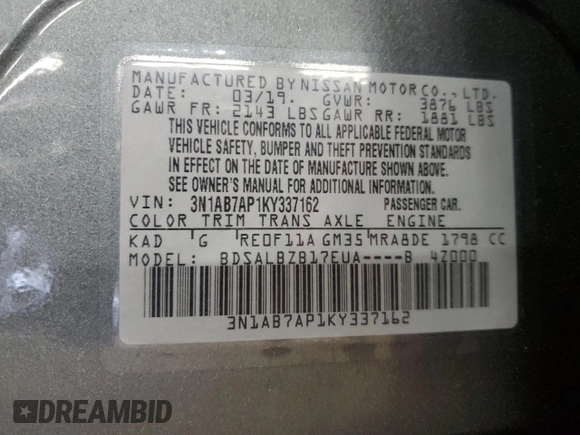 MANUFACTURED BY NISSAN MOTOR CO., LTD.
DATE: 03/19. GVWR: 3876 LBS
GAWR FR: 2143 LBS GAWR RR: 1881 LBS
THIS VEHICLE CONFORMS TO ALL APPLICABLE FEDERAL MOTOR
VEHICLE SAFETY, BUMPER AND THEFT PREVENTION STANDARDS
IN EFFECT ON THE DATE OF MANUFACTURE SHOWN ABOVE.
SEE OWNER'S MANUAL FOR ADDITIONAL INFORMATION.
VIN: 3N1AB7AP1KY337162 PASSENGER CAR.
COLOR TRIM TRANS AXLE ENGINE
KAD G RE0F11A GM35 MRA8DE 1798 CC
MODEL: BDSALBZB17EUA----B 4Z000
3N1AB7AP1KY337162
DREAMBID